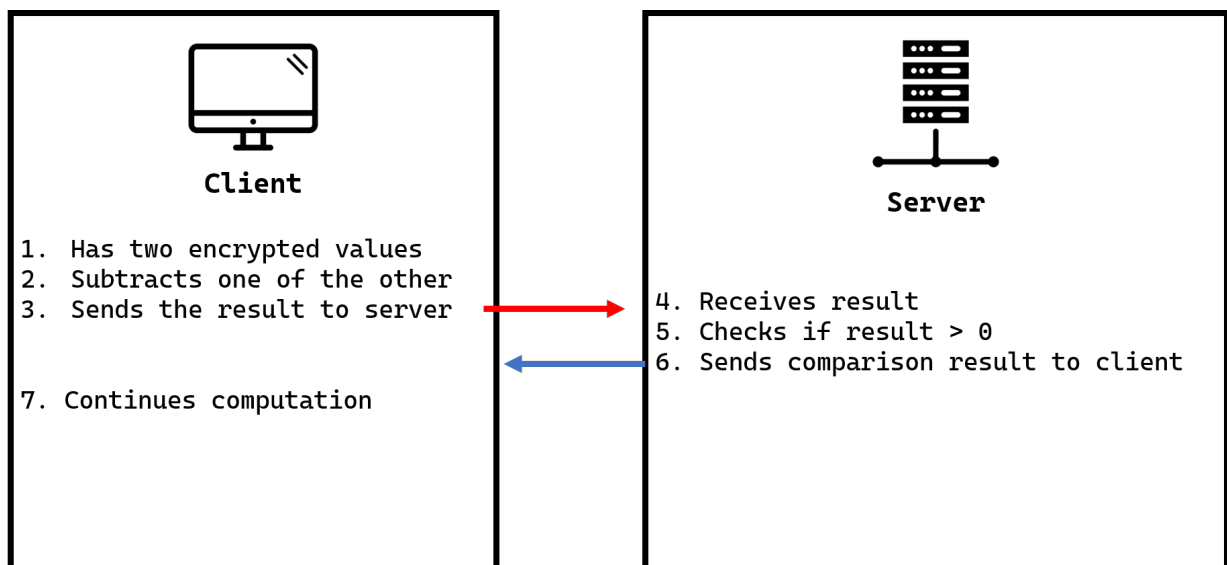 Client
1. Has two encrypted values
2. Subtracts one of the other
3. Sends the result to server
7. Continues computation
Server
4. Receives result
5. Checks if result > 0
6. Sends comparison result to client